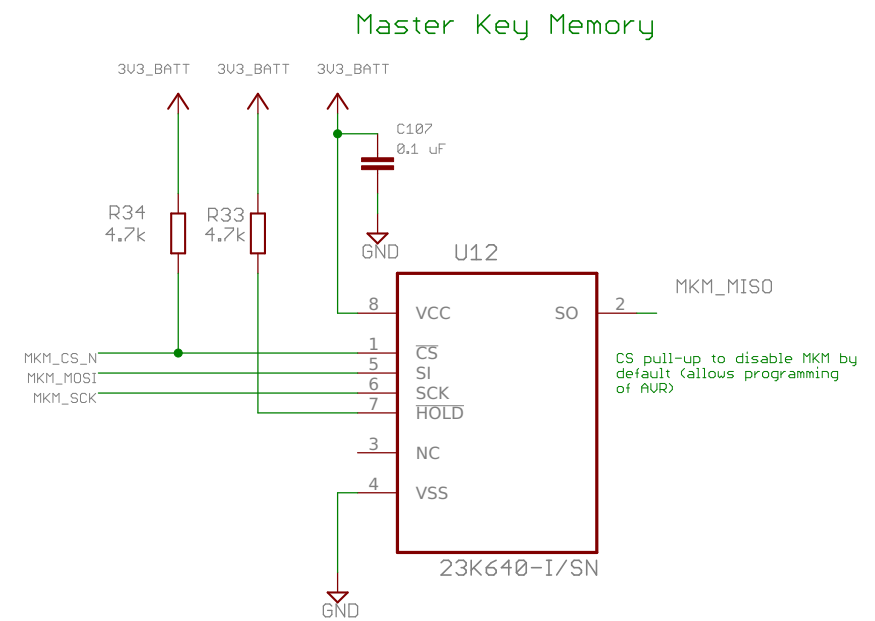 Master Key Memory
3V3_BATT 3V3_BATT 3V3_BATT
C107
0.1 uF
R34 R33
4.7k 4.7k
GND
U12
MKM_MISO
8 VCC SO 2
1 CS
MKM_CS_N
5 SI
MKM_MOSI
6 SCK
MKM_SCK
7 HOLD
3 NC
4 VSS
CS pull-up to disable MKM by
default (allows programming
of AVR)
23K640-I/SN
GND